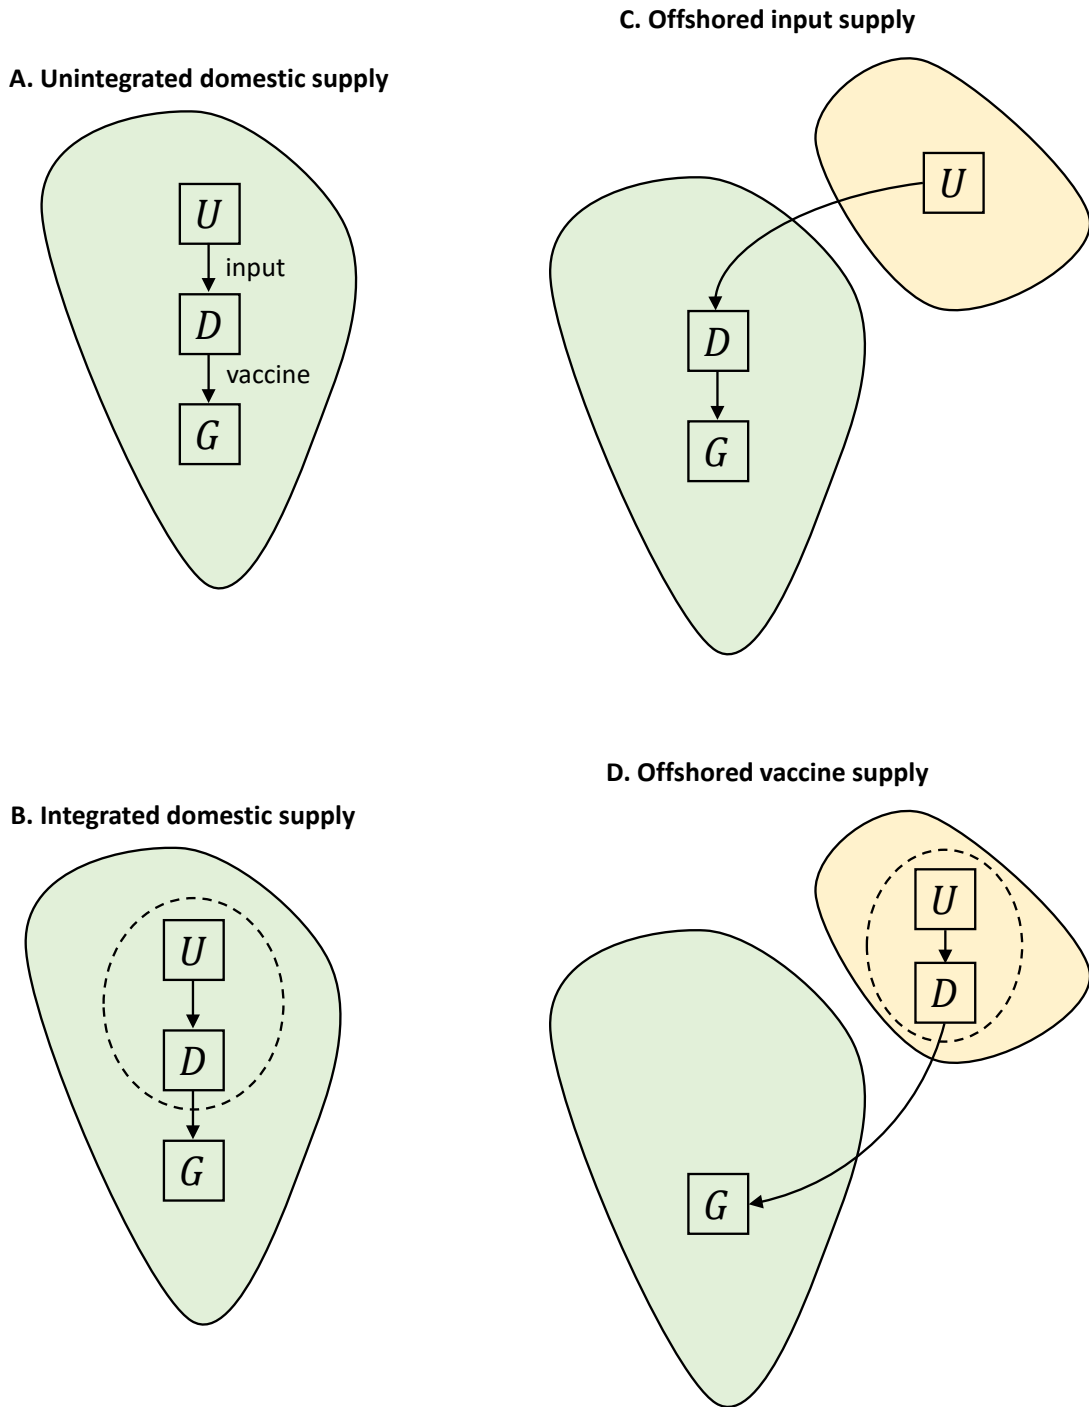 A. Unintegrated domestic supply
U
input
D
vaccine
G
C. Offshored input supply
U
D
G
B. Integrated domestic supply
U
D
G
D. Offshored vaccine supply
U
D
G